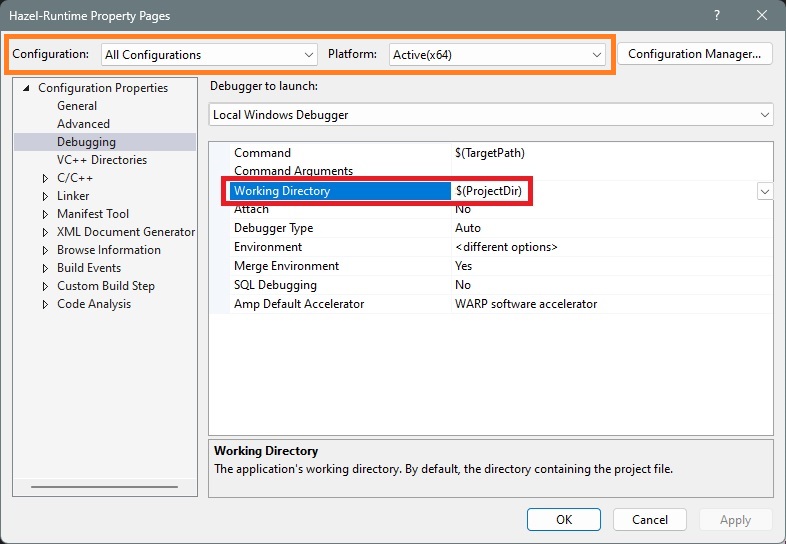 Hazel-Runtime Property Pages
?
Configuration: All Configurations Platform: Active(x64) Configuration Manager...
Configuration Properties
General
Advanced
Debugging
VC++ Directories
C/C++
Linker
Manifest Tool
XML Document Generator
Browse Information
Build Events
Custom Build Step
Code Analysis
Debugger to launch:
Local Windows Debugger
Command $(TargetPath)
Command Arguments
Working Directory $(ProjectDir)
Attach No
Debugger Type Auto
Environment <different options>
Merge Environment Yes
SQL Debugging No
Amp Default Accelerator WARP software accelerator
Working Directory
The application's working directory. By default, the directory containing the project file.
OK Cancel Apply